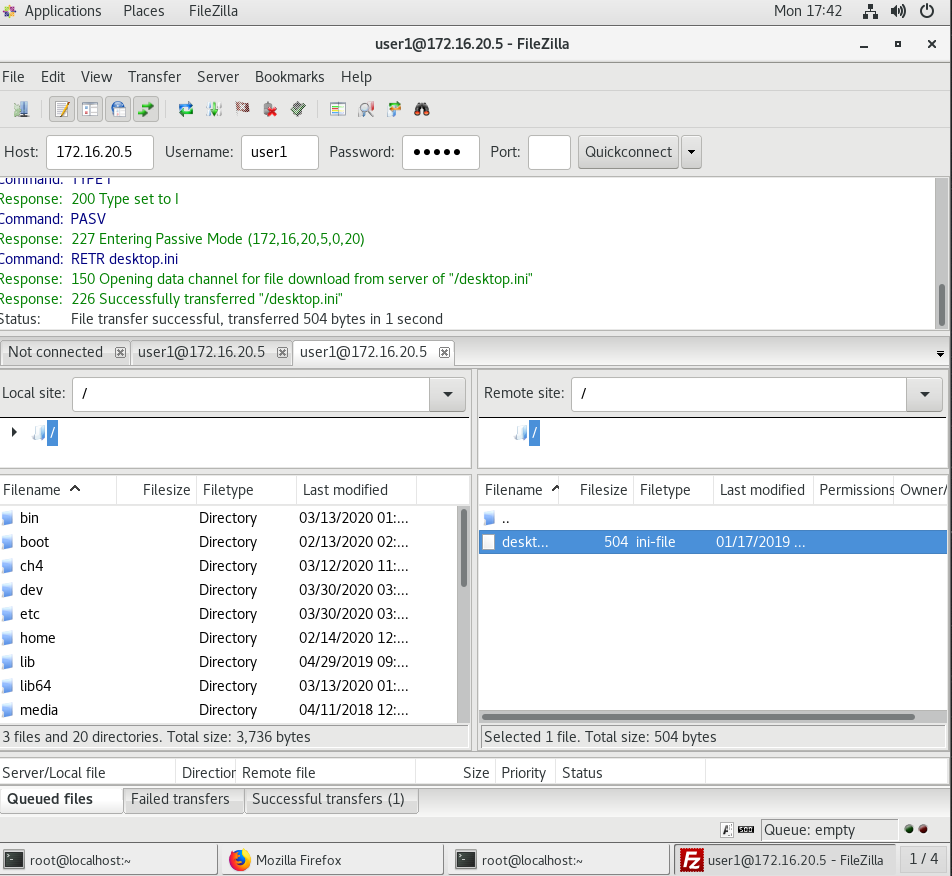 Applications Places FileZilla Mon 17:42
user1@172.16.20.5 - FileZilla
File Edit View Transfer Server Bookmarks Help
Host: 172.16.20.5 Username: user1 Password: ●●●●● Port: Quickconnect
Command: TYPE I
Response: 200 Type set to I
Command: PASV
Response: 227 Entering Passive Mode (172,16,20,5,0,20)
Command: RETR desktop.ini
Response: 150 Opening data channel for file download from server of "/desktop.ini"
Response: 226 Successfully transferred "/desktop.ini"
Status: File transfer successful, transferred 504 bytes in 1 second
Not connected user1@172.16.20.5 user1@172.16.20.5
Local site: / Remote site: /
/ /
Filename Filesize Filetype Last modified Filename Filesize Filetype Last modified Permissions Owner/
bin Directory 03/13/2020 01:... ..
boot Directory 02/13/2020 02:... deskt... 504 ini-file 01/17/2019 ...
ch4 Directory 03/12/2020 11:...
dev Directory 03/30/2020 03:...
etc Directory 03/30/2020 03:...
home Directory 02/14/2020 12:...
lib Directory 04/29/2019 09:...
lib64 Directory 03/13/2020 01:...
media Directory 04/11/2018 12:...
3 files and 20 directories. Total size: 3,736 bytes Selected 1 file. Total size: 504 bytes
Server/Local file Direction Remote file Size Priority Status
Queued files Failed transfers Successful transfers (1)
Queue: empty
root@localhost:~ Mozilla Firefox root@localhost:~ user1@172.16.20.5 - FileZilla 1 / 4